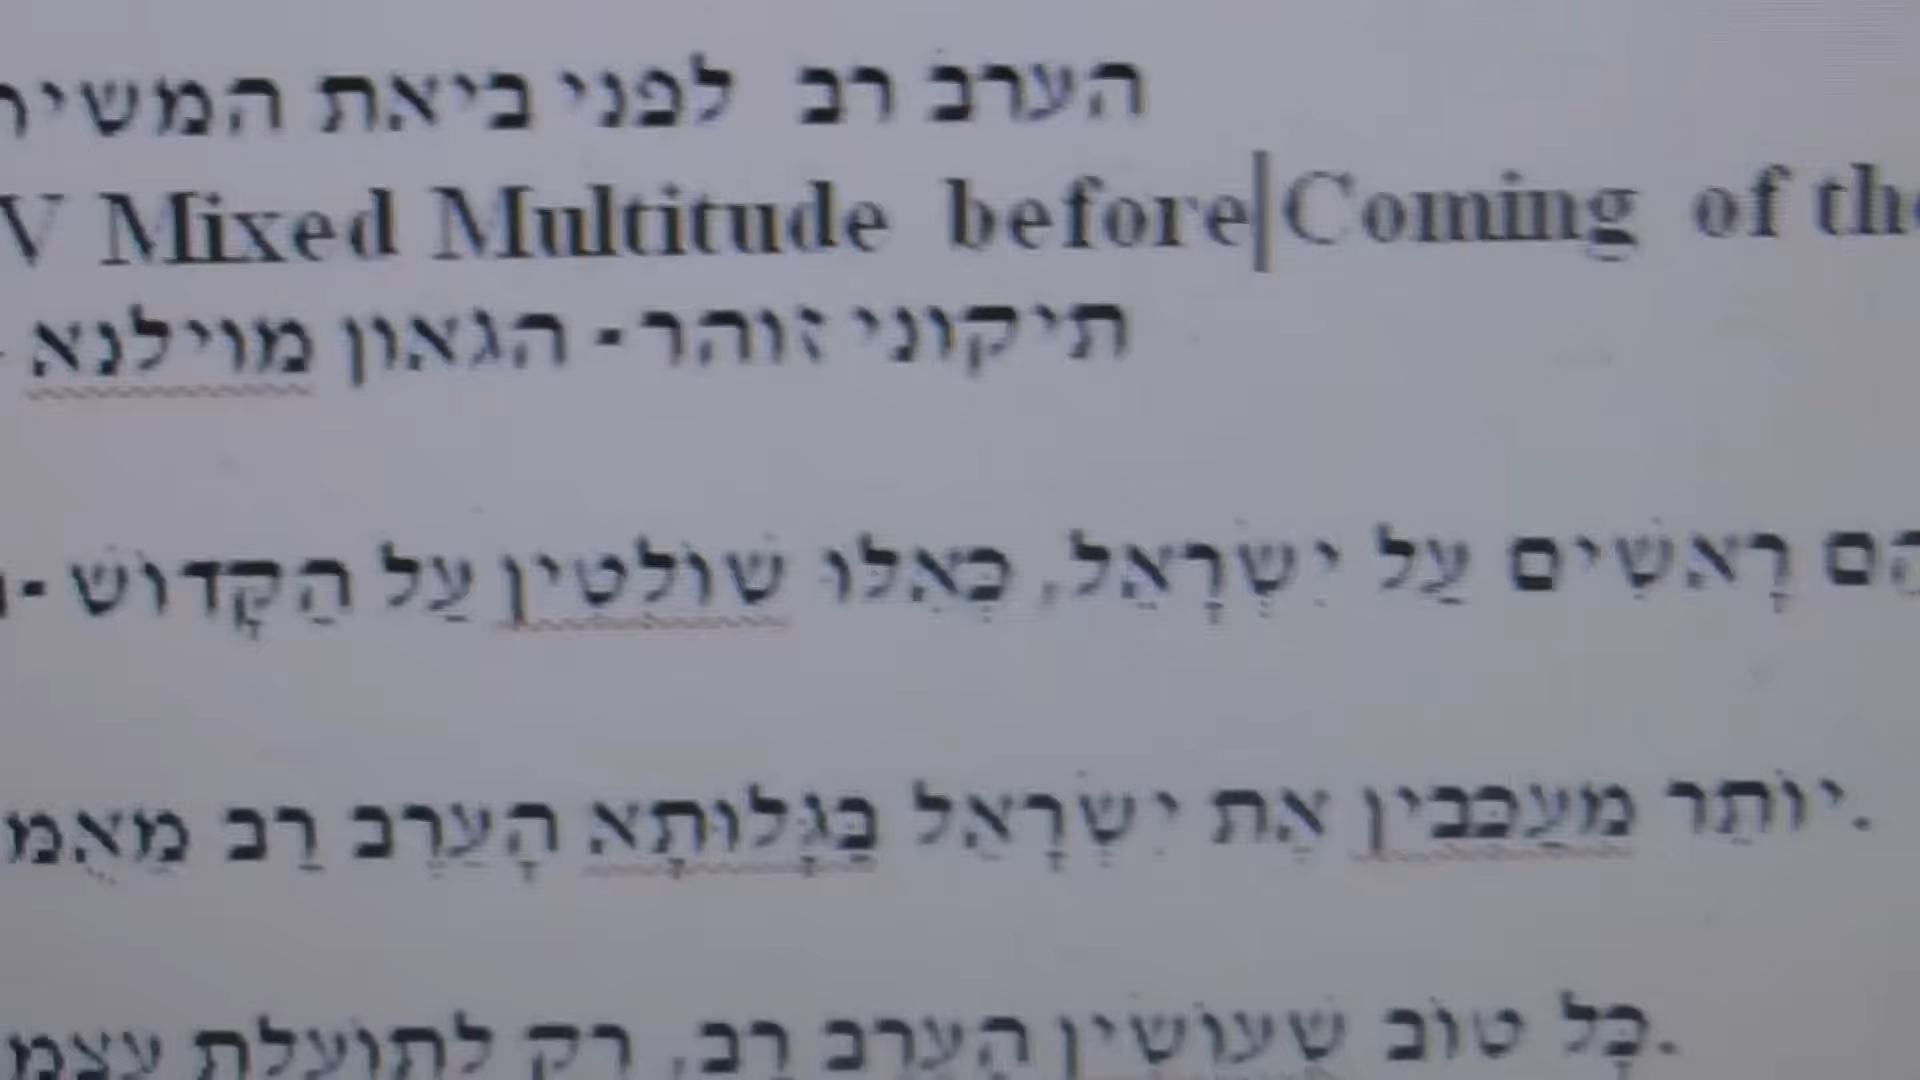 הערב רב לפני ביאת המשיח
V Mixed Multitude before Coming of the
תיקוני זוהר - הגאון מוילנא
הֵם רָאשִׁים עַל יִשְׂרָאֵל, כְּאִלּוּ שׁוֹלְטִין עַל הַקָּדוֹשׁ -
.יוֹתֵר מְעַכְּבִין אֶת יִשְׂרָאֵל בַּגָּלוּתָא הָעֵרֶב רַב
.כָּל טוֹב שֶׁעוֹשִׂין הָעֵרֶב רַב, רַק לְתוֹעֶלֶת